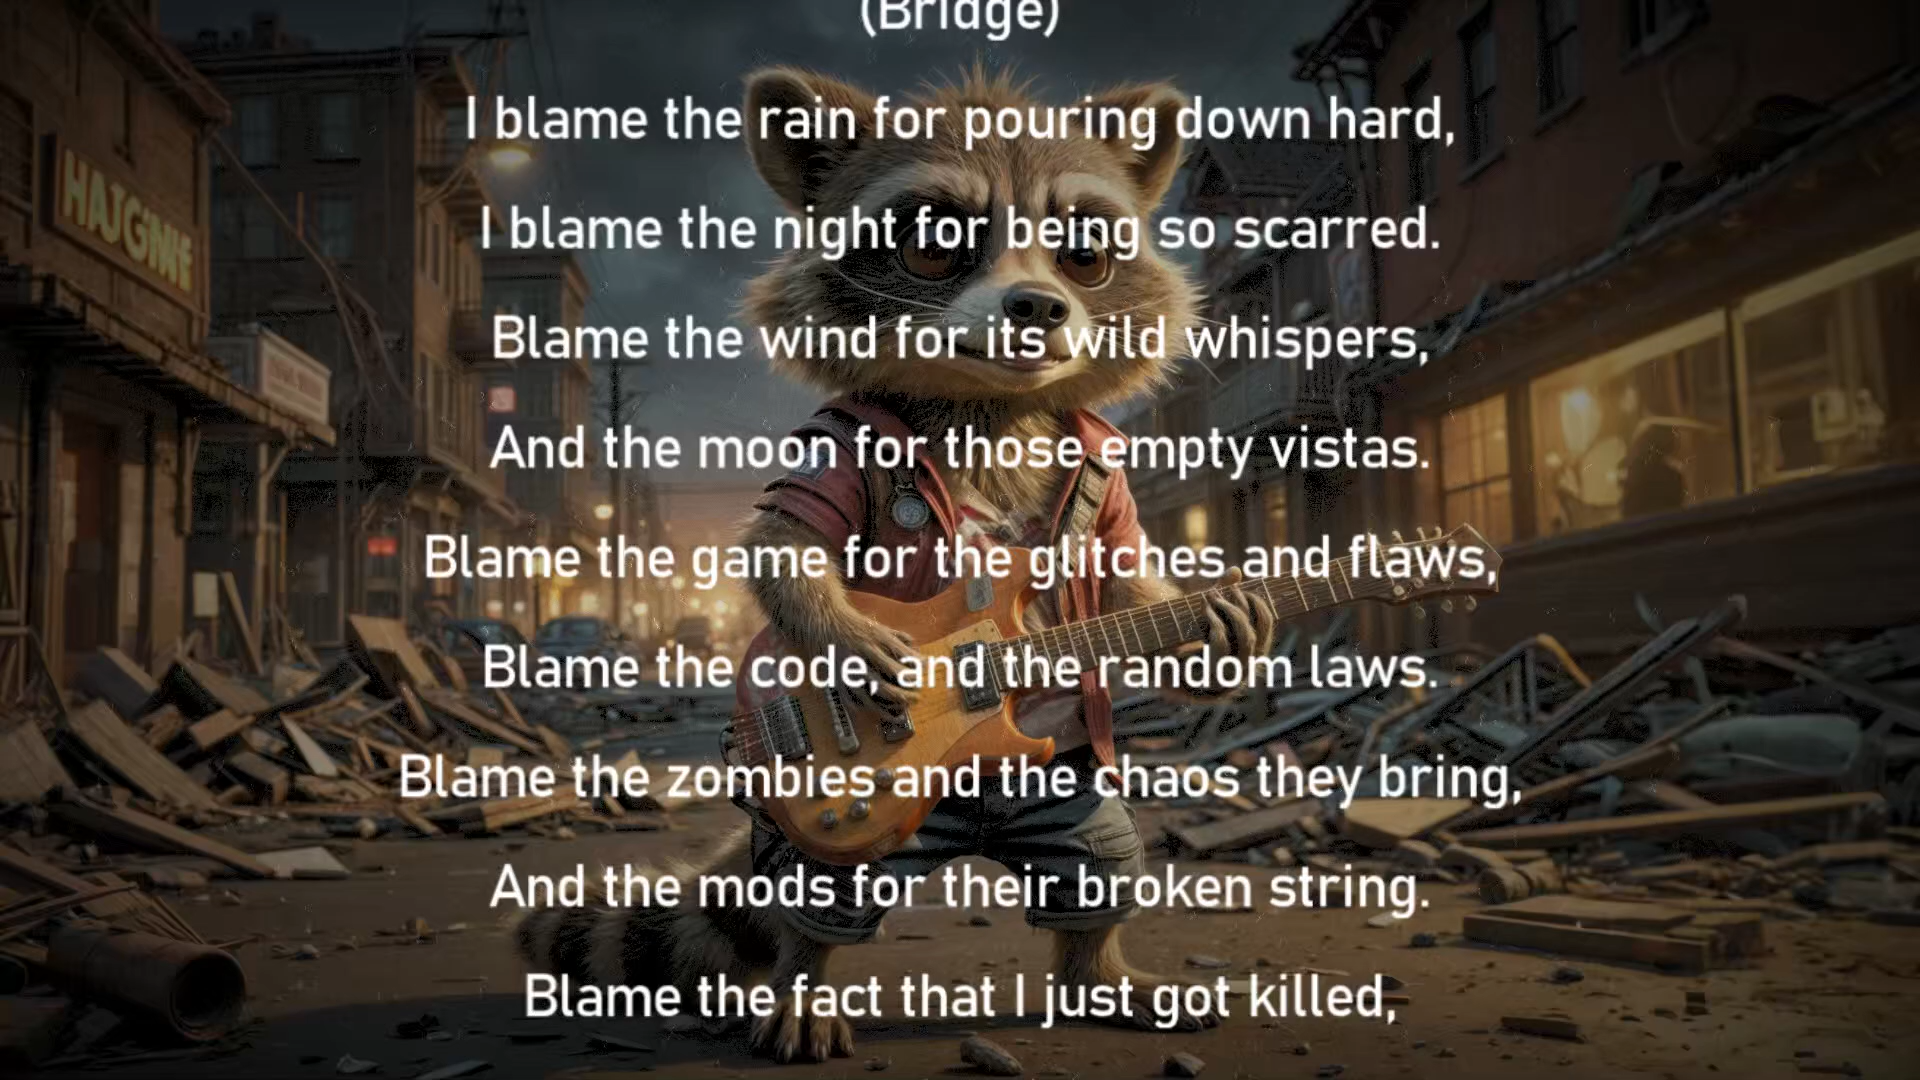 (Bridge)
I blame the rain for pouring down hard,
I blame the night for being so scarred.
Blame the wind for its wild whispers,
And the moon for those empty vistas.
Blame the game for the glitches and flaws,
Blame the code, and the random laws.
Blame the zombies and the chaos they bring,
And the mods for their broken string.
Blame the fact that I just got killed,